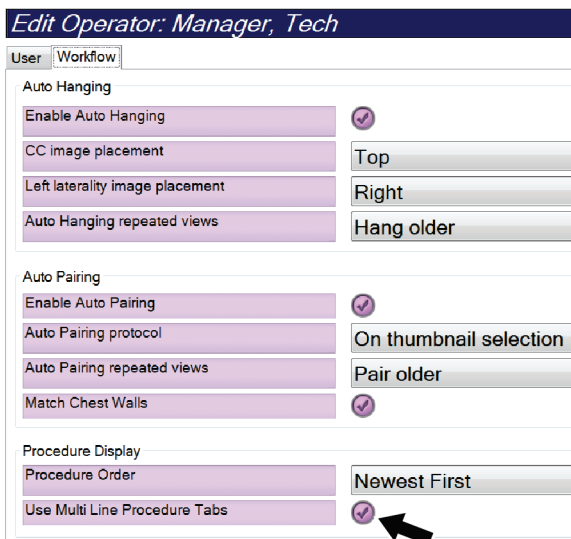 Edit Operator: Manager, Tech
User Workflow
Auto Hanging
Enable Auto Hanging
CC image placement Top
Left laterality image placement Right
Auto Hanging repeated views Hang older
Auto Pairing
Enable Auto Pairing
Auto Pairing protocol On thumbnail selection
Auto Pairing repeated views Pair older
Match Chest Walls
Procedure Display
Procedure Order Newest First
Use Multi Line Procedure Tabs